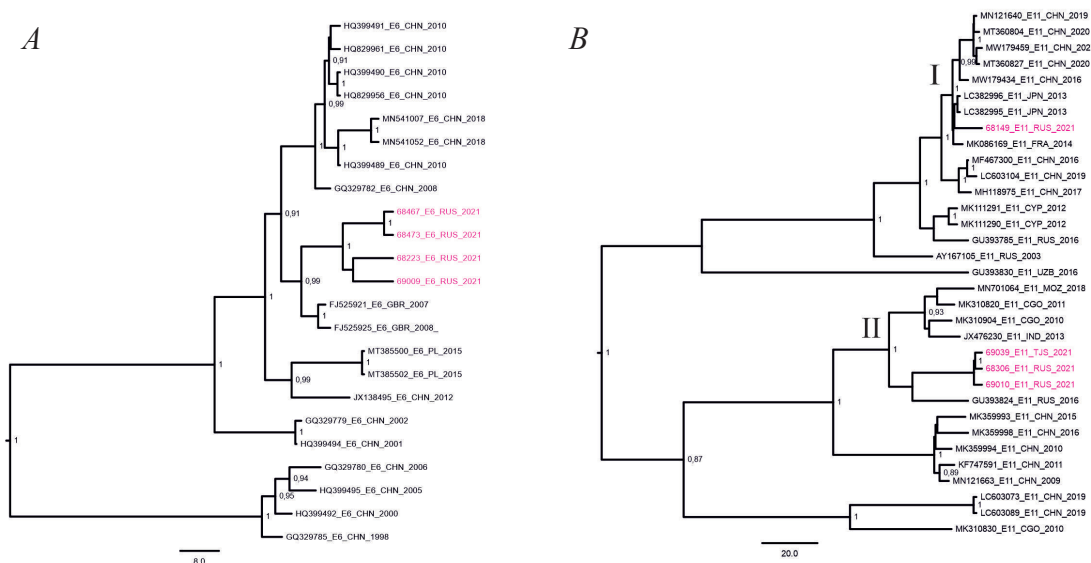 A
HQ399491_E6_CHN_2010
HQ829961_E6_CHN_2010
0,91
HQ399490_E6_CHN_2010
1
HQ829956_E6_CHN_2010
0,99
MN541007_E6_CHN_2018
1
MN541052_E6_CHN_2018
1
HQ399489_E6_CHN_2010
GQ329782_E6_CHN_2008
0,91
68467_E6_RUS_2021
1
68473_E6_RUS_2021
1
68223_E6_RUS_2021
69009_E6_RUS_2021
0,99
FJ525921_E6_GBR_2007
1
FJ525925_E6_GBR_2008_
1
MT385500_E6_PL_2015
1
MT385502_E6_PL_2015
0,99
JX138495_E6_CHN_2012
1
GQ329779_E6_CHN_2002
1
HQ399494_E6_CHN_2001
1
GQ329780_E6_CHN_2006
0,94
HQ399495_E6_CHN_2005
0,95
HQ399492_E6_CHN_2000
1
GQ329785_E6_CHN_1998
8.0
B
MN121640_E11_CHN_2019
MT360804_E11_CHN_2020
1
MW179459_E11_CHN_202
0,99
MT360827_E11_CHN_2020
I
MW179434_E11_CHN_2016
1
LC382996_E11_JPN_2013
LC382995_E11_JPN_2013
68149_E11_RUS_2021
1
MK086169_E11_FRA_2014
MF467300_E11_CHN_2016
1
LC603104_E11_CHN_2019
1
MH118975_E11_CHN_2017
MK111291_E11_CYP_2012
1
MK111290_E11_CYP_2012
1
GU393785_E11_RUS_2016
1
AY167105_E11_RUS_2003
GU393830_E11_UZB_2016
MN701064_E11_MOZ_2018
MK310820_E11_CGO_2011
0,93
MK310904_E11_CGO_2010
II
JX476230_E11_IND_2013
1
69039_E11_TJS_2021
1
68306_E11_RUS_2021
69010_E11_RUS_2021
1
GU393824_E11_RUS_2016
1
MK359993_E11_CHN_2015
MK359998_E11_CHN_2016
MK359994_E11_CHN_2010
1
KF747591_E11_CHN_2011
0,89
MN121663_E11_CHN_2009
0,87
LC603073_E11_CHN_2019
1
LC603089_E11_CHN_2019
1
MK310830_E11_CGO_2010
20.0